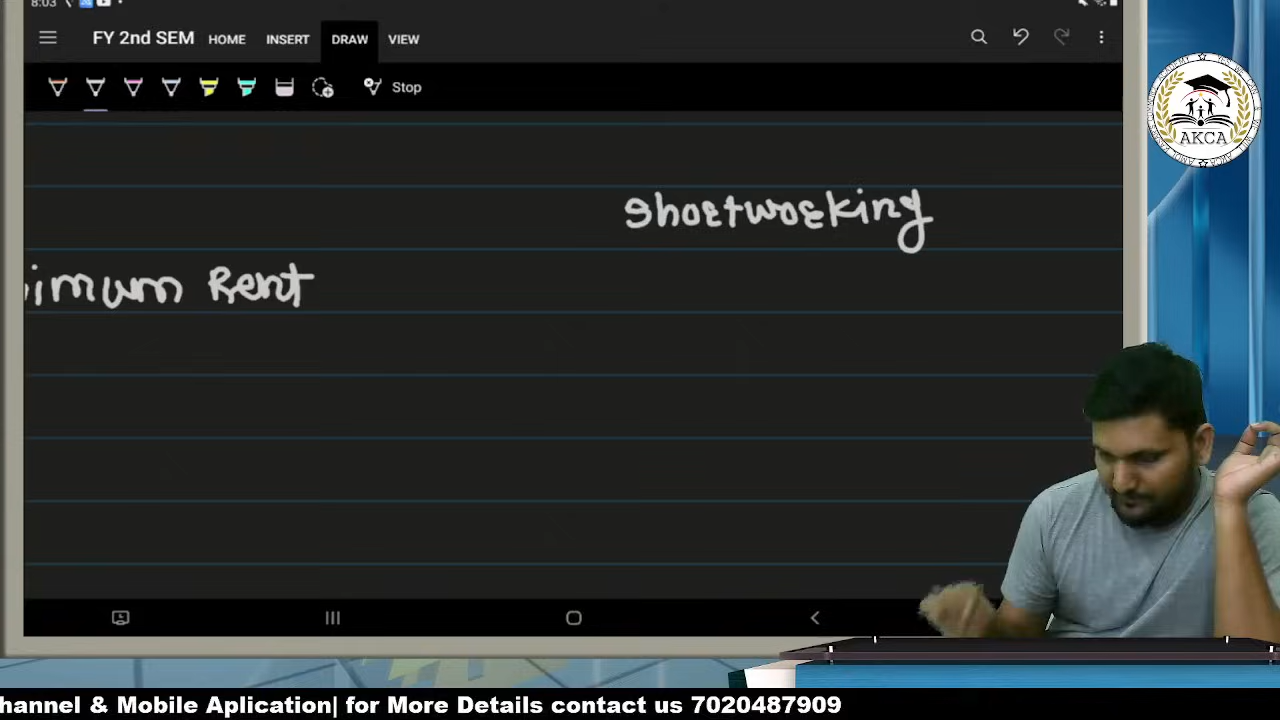 8:03
FY 2nd SEM HOME INSERT DRAW VIEW
Stop
shortworking
imum Rent
AKCA
hannel & Mobile Aplication| for More Details contact us 7020487909